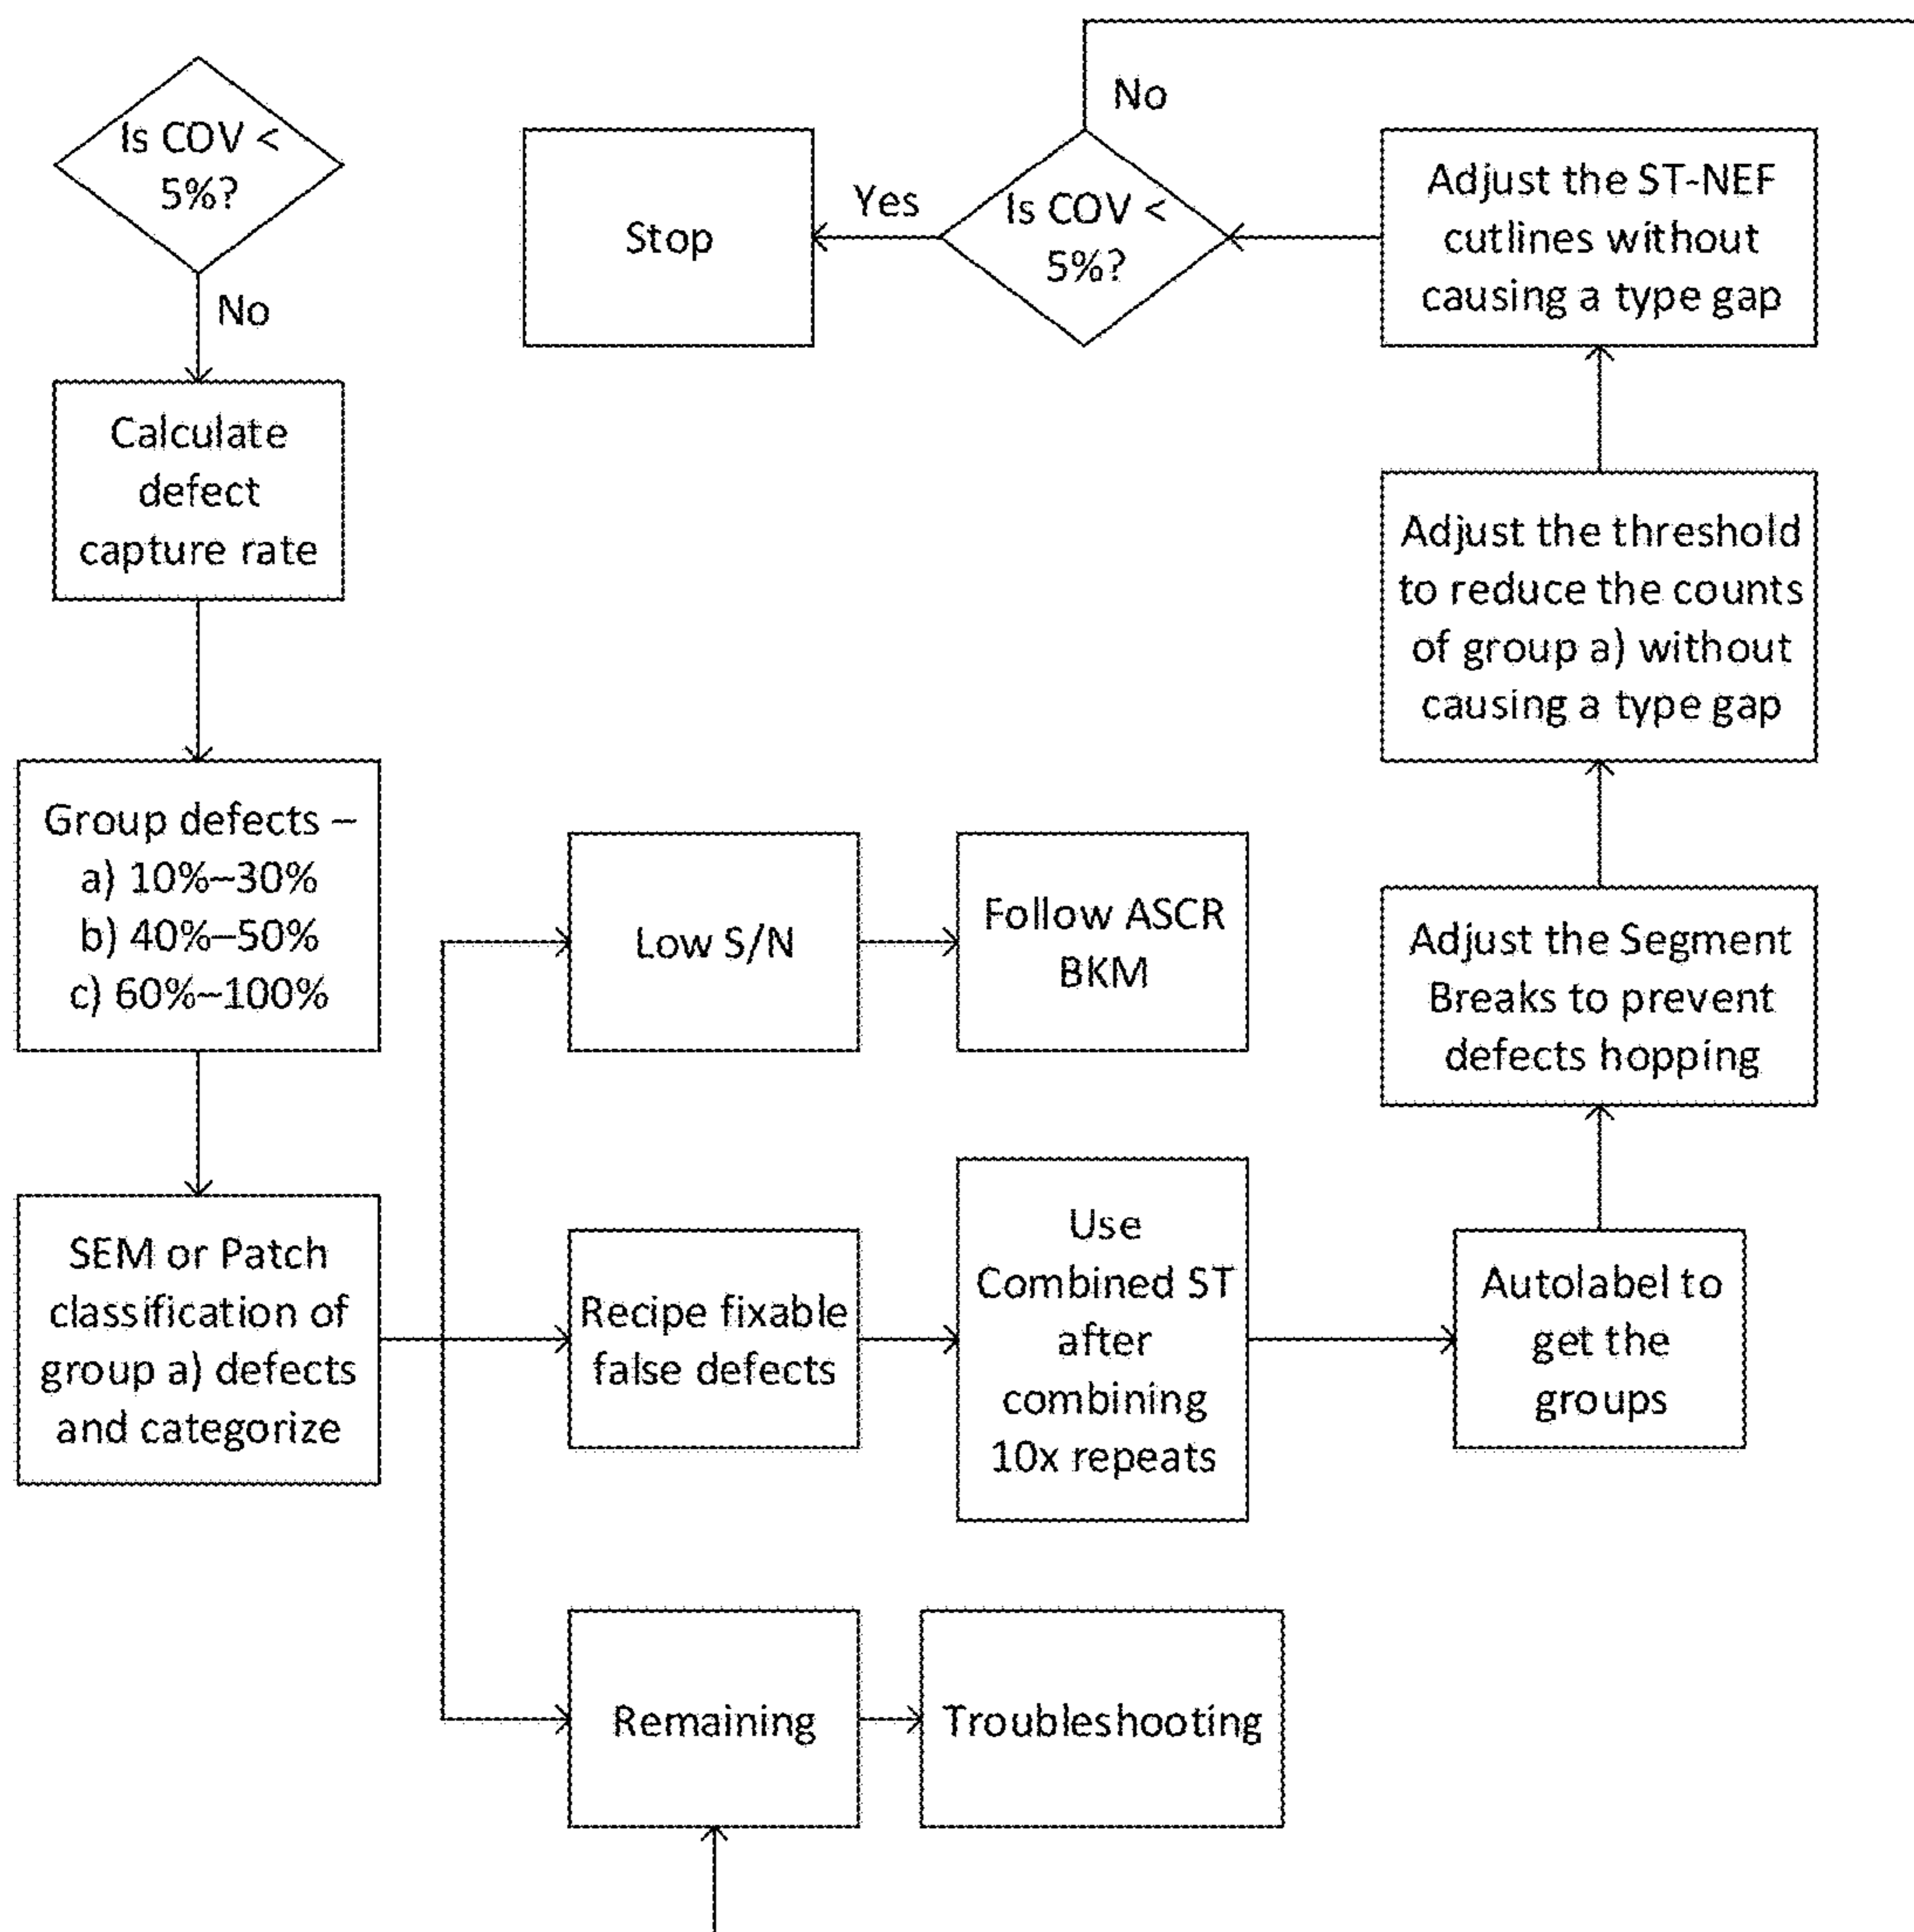 Is COV <
5%?
No
Calculate
defect
capture rate
Group defects –
a) 10%–30%
b) 40%–50%
c) 60%–100%
SEM or Patch
classification of
group a) defects
and categorize
Low S/N
Follow ASCR
BKM
Recipe fixable
false defects
Use
Combined ST
after
combining
10x repeats
Autolabel to
get the
groups
Remaining
Troubleshooting
Adjust the Segment
Breaks to prevent
defects hopping
Adjust the threshold
to reduce the counts
of group a) without
causing a type gap
Adjust the ST-NEF
cutlines without
causing a type gap
Is COV <
5%?
Yes
Stop
No